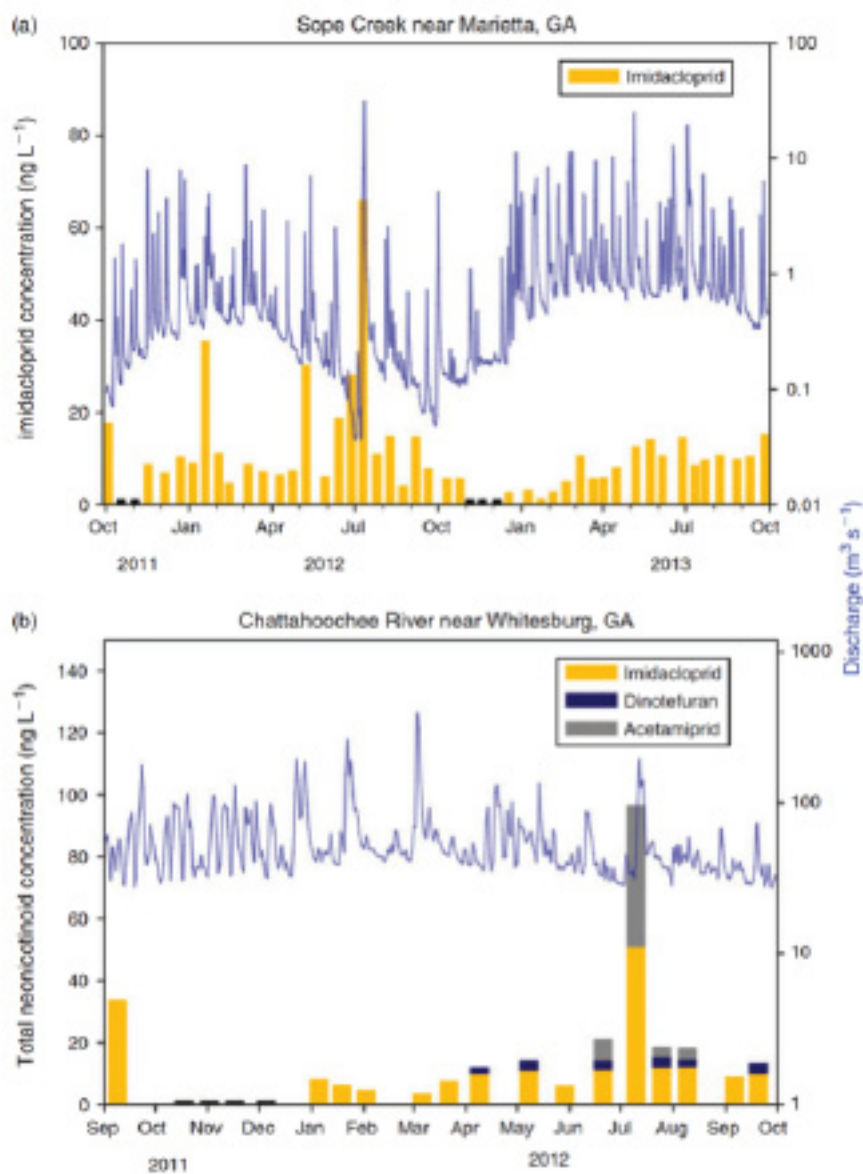 (a)
Sope Creek near Marietta, GA
Imidacloprid
imidacloprid concentration (ng L⁻¹)
100
80
60
40
20
0
100
10
1
0.1
0.01
Oct Jan Apr Jul Oct Jan Apr Jul Oct
2011 2012 2013
Discharge (m³ s⁻¹)
(b)
Chattahoochee River near Whitesburg, GA
Imidacloprid
Dinotefuran
Acetamiprid
Total neonicotinoid concentration (ng L⁻¹)
140
120
100
80
60
40
20
0
1000
100
10
1
Sep Oct Nov Dec Jan Feb Mar Apr May Jun Jul Aug Sep Oct
2011 2012